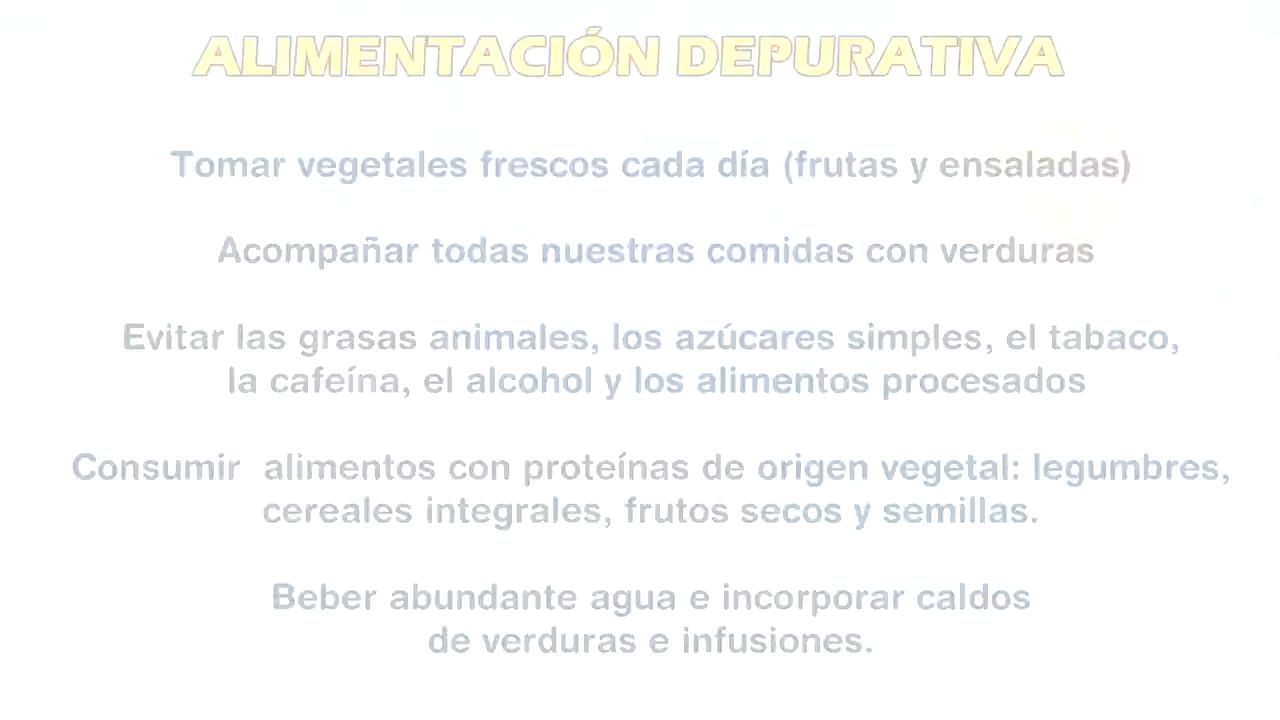 ALIMENTACIÓN DEPURATIVA
Tomar vegetales frescos cada día (frutas y ensaladas)
Acompañar todas nuestras comidas con verduras
Evitar las grasas animales, los azúcares simples, el tabaco,
la cafeína, el alcohol y los alimentos procesados
Consumir alimentos con proteínas de origen vegetal: legumbres,
cereales integrales, frutos secos y semillas.
Beber abundante agua e incorporar caldos
de verduras e infusiones.